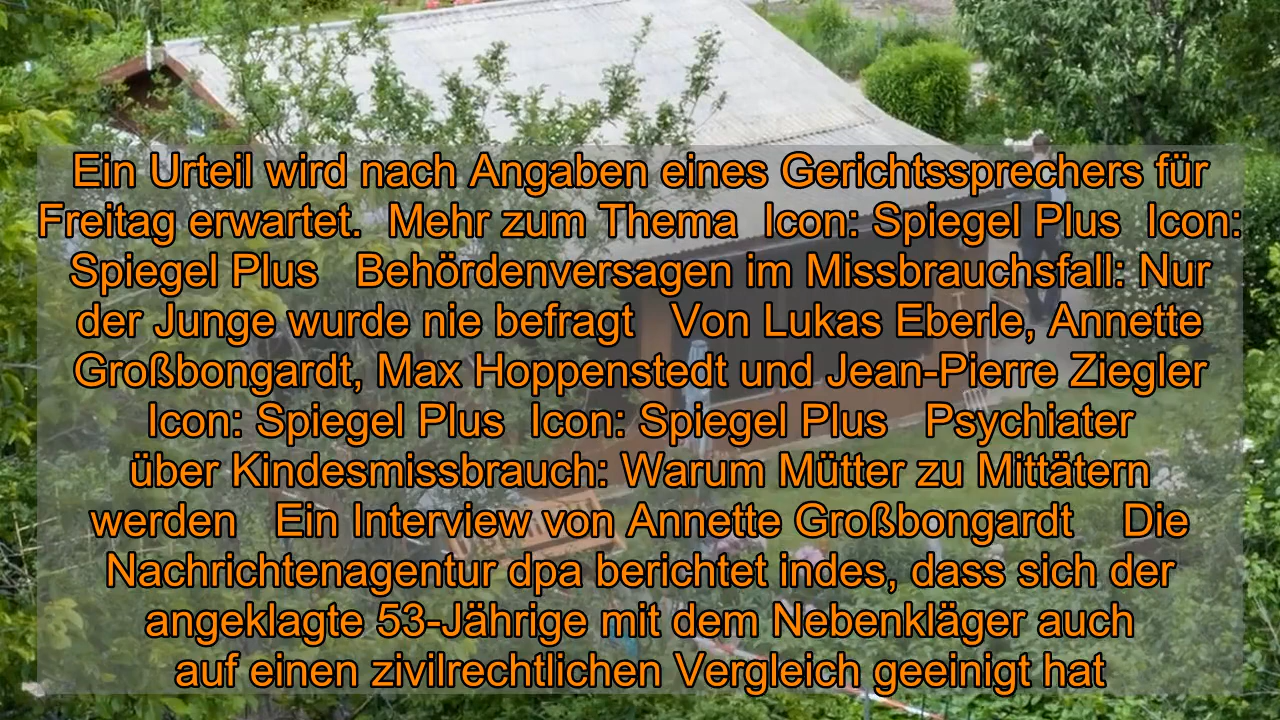 Ein Urteil wird nach Angaben eines Gerichtssprechers für
Freitag erwartet.  Mehr zum Thema  Icon: Spiegel Plus  Icon:
Spiegel Plus   Behördenversagen im Missbrauchsfall: Nur
der Junge wurde nie befragt   Von Lukas Eberle, Annette
Großbongardt, Max Hoppenstedt und Jean-Pierre Ziegler
Icon: Spiegel Plus  Icon: Spiegel Plus   Psychiater
über Kindesmissbrauch: Warum Mütter zu Mittätern
werden   Ein Interview von Annette Großbongardt    Die
Nachrichtenagentur dpa berichtet indes, dass sich der
angeklagte 53-Jährige mit dem Nebenkläger auch
auf einen zivilrechtlichen Vergleich geeinigt hat